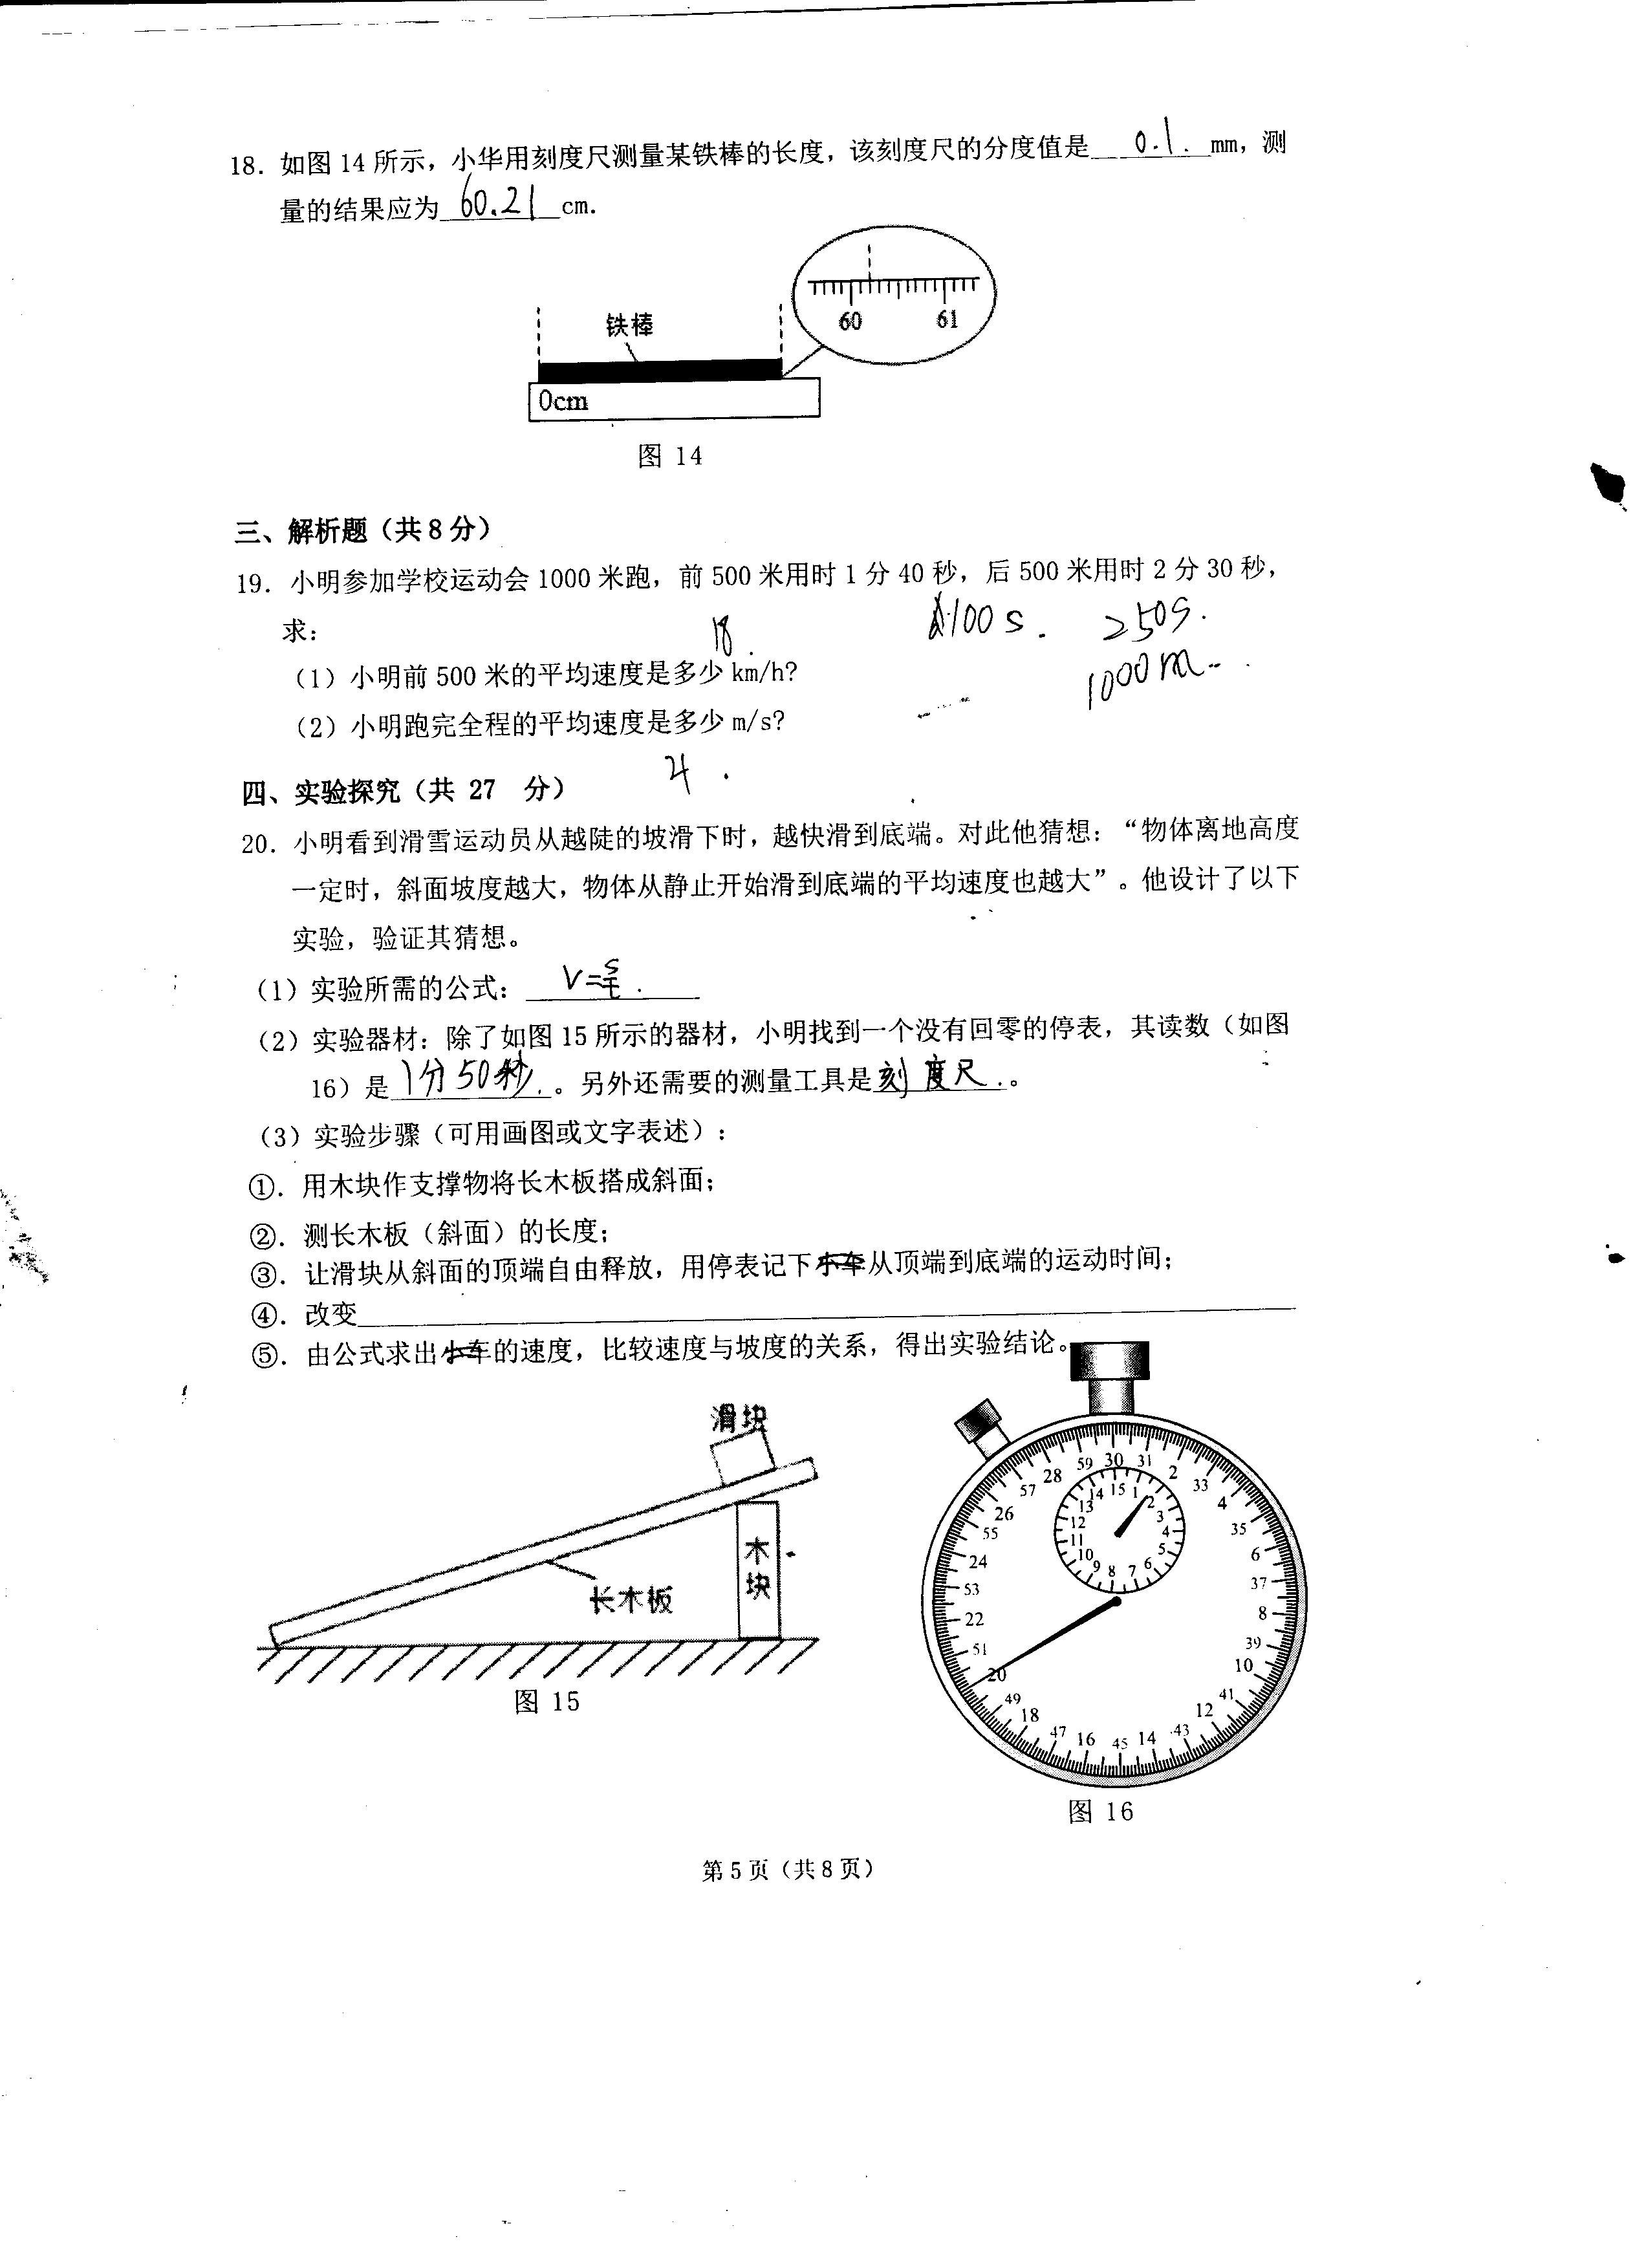 18. 如图 14 所示，小华用刻度尺测量某铁棒的长度，该刻度尺的分度值是 0.1. mm，测
量的结果应为 60.21 cm.
60 61
铁棒
0cm
图 14
三、解析题（共8分）
19. 小明参加学校运动会 1000 米跑，前 500 米用时 1 分 40 秒，后 500 米用时 2 分 30 秒，
求： 100 s. 250s.
18.
（1）小明前 500 米的平均速度是多少 km/h? 1000m
（2）小明跑完全程的平均速度是多少 m/s?
4.
四、实验探究（共 27 分）
20. 小明看到滑雪运动员从越陡的坡滑下时，越快滑到底端。对此他猜想：“物体离地高度
一定时，斜面坡度越大，物体从静止开始滑到底端的平均速度也越大”。他设计了以下
实验，验证其猜想。
（1）实验所需的公式： V=s/t.
（2）实验器材：除了如图 15 所示的器材，小明找到一个没有回零的停表，其读数（如图
16）是 1分50秒. 。另外还需要的测量工具是 刻度尺. 。
（3）实验步骤（可用画图或文字表述）：
①. 用木块作支撑物将长木板搭成斜面；
②. 测长木板（斜面）的长度；
③. 让滑块从斜面的顶端自由释放，用停表记下小车从顶端到底端的运动时间；
④. 改变
⑤. 由公式求出小车的速度，比较速度与坡度的关系，得出实验结论。
滑块
木块
长木板
图 15
59 30 31 2 33 4 35 6 37 8 39 10 41 12 43 14 45 16 47 18 49 20 51 22 53 24 55 26 57 28
15 1 2 3 4 5 6 7 8 9 10 11 12 13 14
图 16
第 5 页（共 8 页）